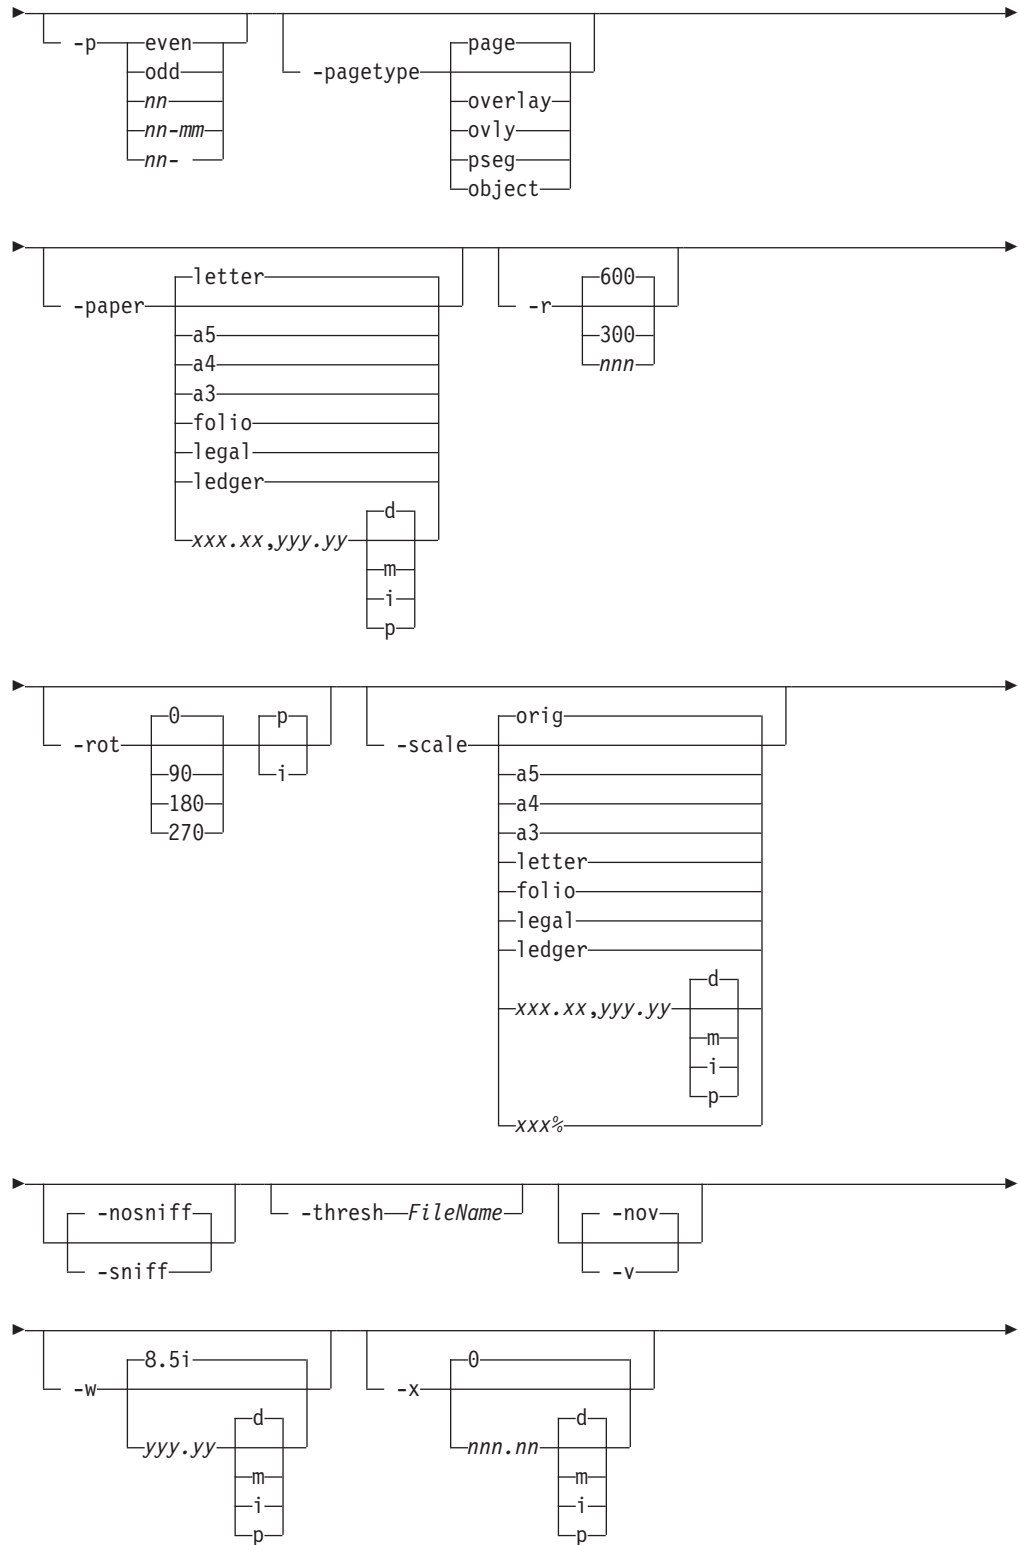 -p even -pagetype page
odd
nn overlay
nn-mm ovly
nn- pseg
object
letter 600
-paper -r
a5 300
a4 nnn
a3
folio
legal
ledger
d
xxx.xx,yyy.yy
m
i
p
0 p orig
-rot -scale
90 i a5
180 a4
270 a3
letter
folio
legal
ledger
d
xxx.xx,yyy.yy
m
i
p
xxx%
-nosniff -thresh FileName -nov
-sniff -v
8.5i 0
-w -x
d d
yyy.yy nnn.nn
m m
i i
p p